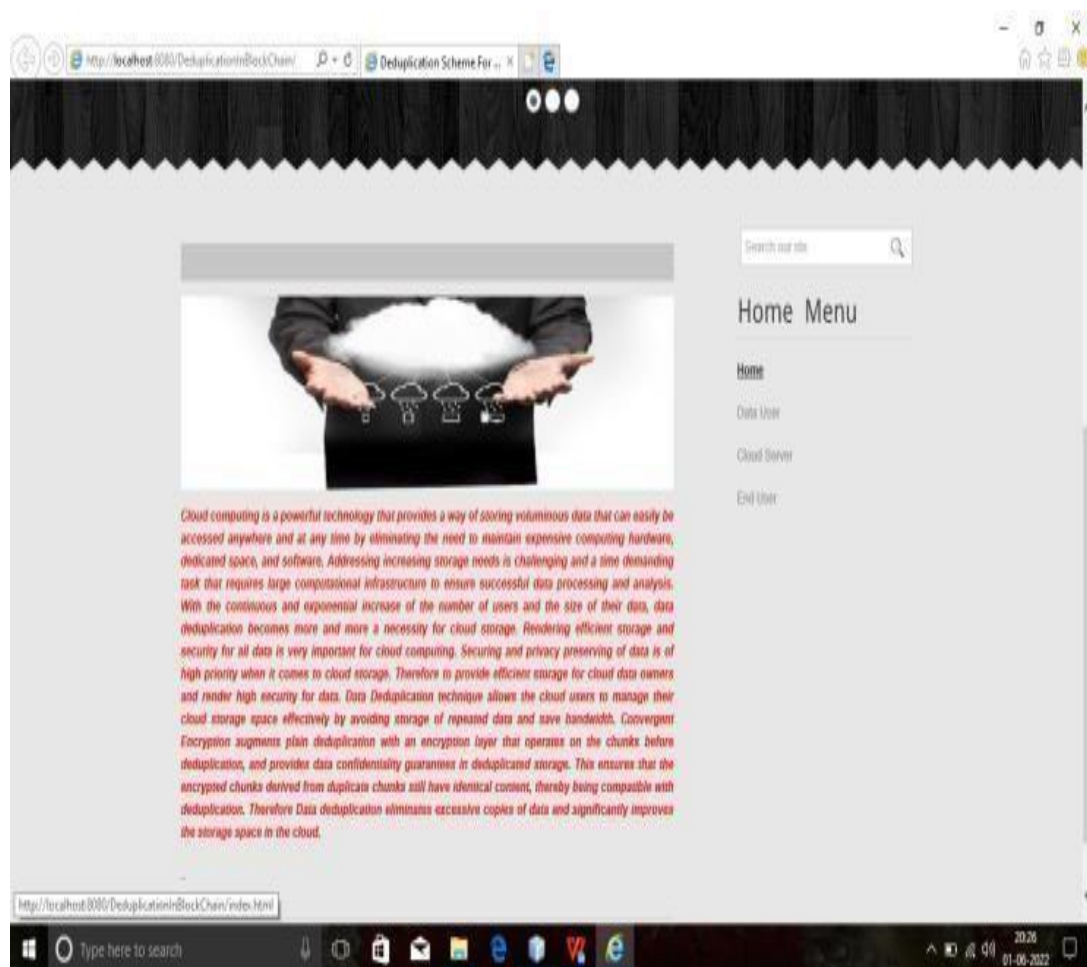 http://localhost:8080/DeduplicationInBlockChain/
Deduplication Scheme For ...
Search our site
Home Menu
Home
Data User
Cloud Server
End User
Cloud computing is a powerful technology that provides a way of storing voluminous data that can easily be
accessed anywhere and at any time by eliminating the need to maintain expensive computing hardware,
dedicated space, and software. Addressing increasing storage needs is challenging and a time demanding
task that requires large computational infrastructure to ensure successful data processing and analysis.
With the continuous and exponential increase of the number of users and the size of their data, data
deduplication becomes more and more a necessity for cloud storage. Rendering efficient storage and
security for all data is very important for cloud computing. Securing and privacy preserving of data is of
high priority when it comes to cloud storage. Therefore to provide efficient storage for cloud data owners
and render high security for data. Data Deduplication technique allows the cloud users to manage their
cloud storage space effectively by avoiding storage of repeated data and save bandwidth. Convergent
Encryption augments plain deduplication with an encryption layer that operates on the chunks before
deduplication, and provides data confidentiality guarantees in deduplicated storage. This ensures that the
encrypted chunks derived from duplicate chunks still have identical content, thereby being compatible with
deduplication. Therefore Data deduplication eliminates excessive copies of data and significantly improves
the storage space in the cloud.
http://localhost:8080/DeduplicationInBlockChain/index.html
Type here to search
20:26
01-06-2022